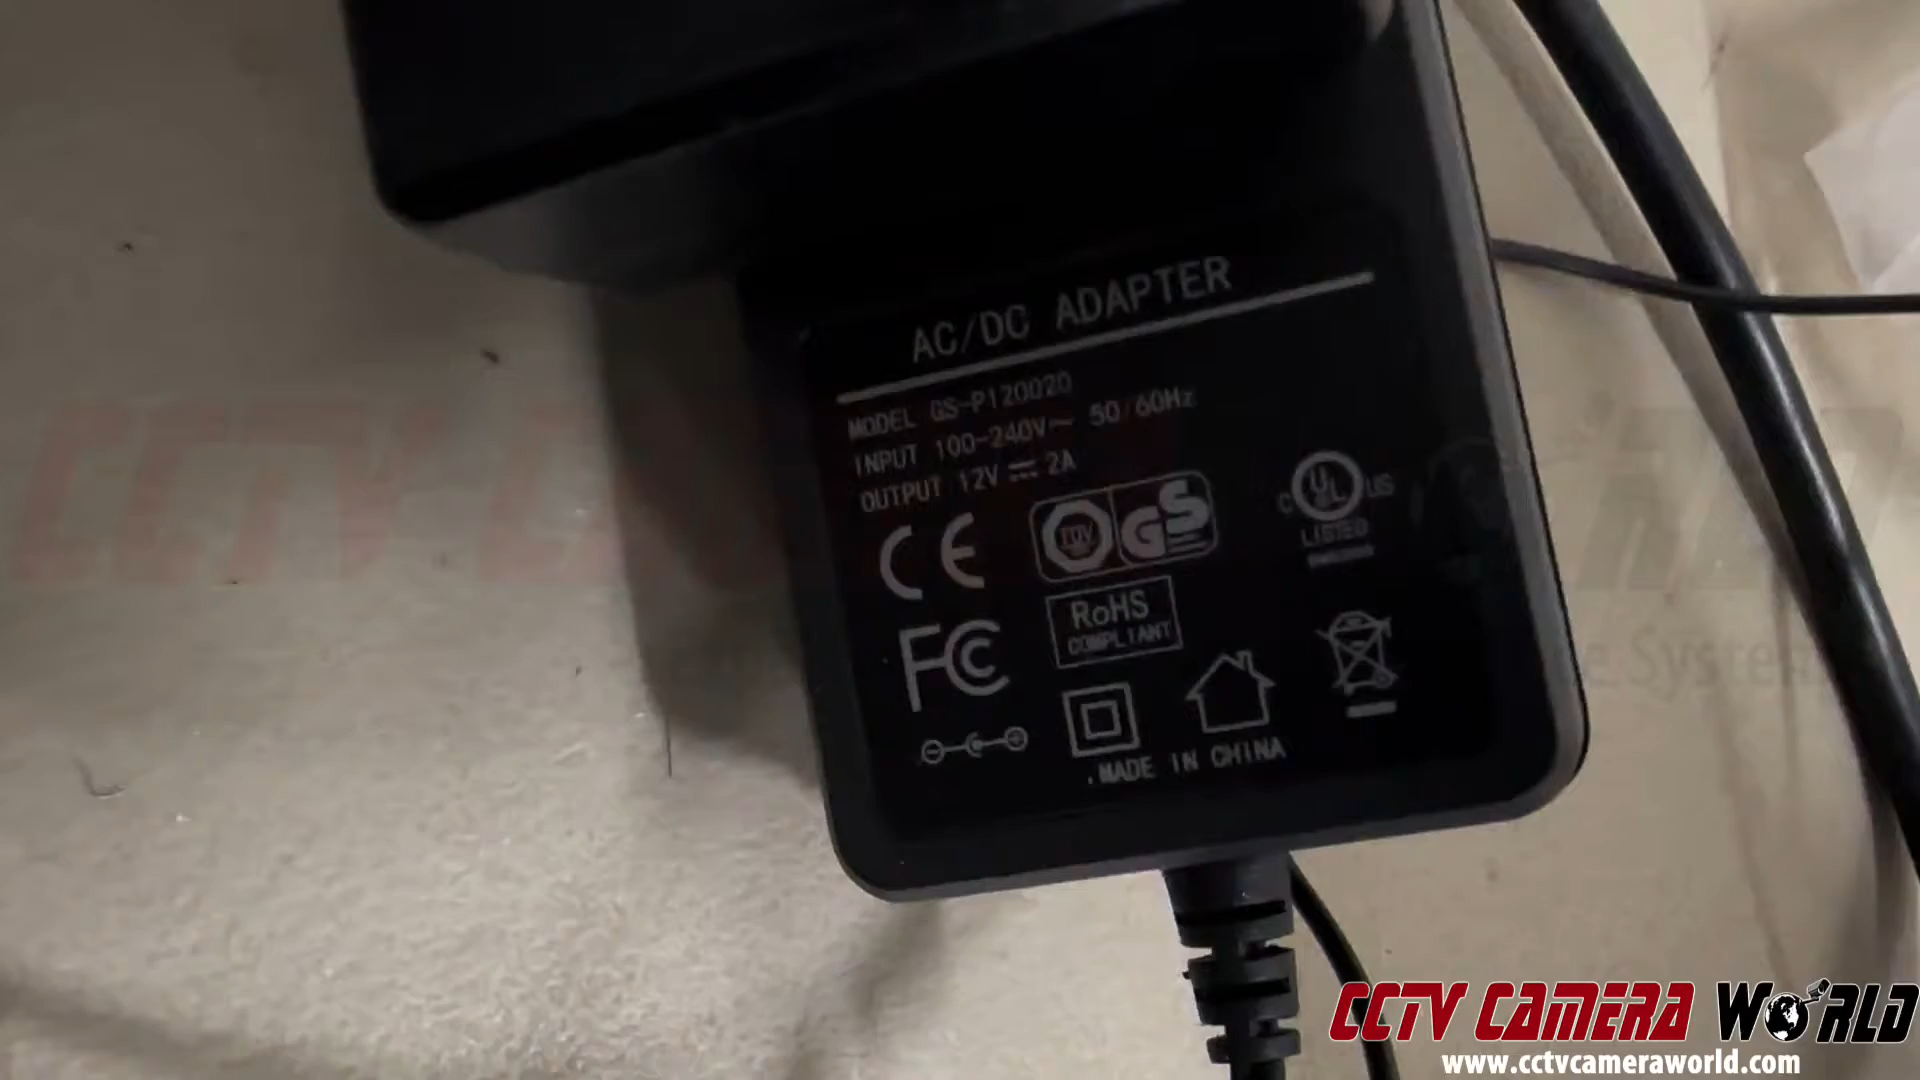 AC/DC ADAPTER
MODEL GS-P120020
INPUT 100-240V~ 50/60Hz
OUTPUT 12V ⎓ 2A
CE
TÜV GS
C UL US
LISTED
FC
RoHS
COMPLIANT
.MADE IN CHINA
CCTV CAMERA WORLD
www.cctvcameraworld.com